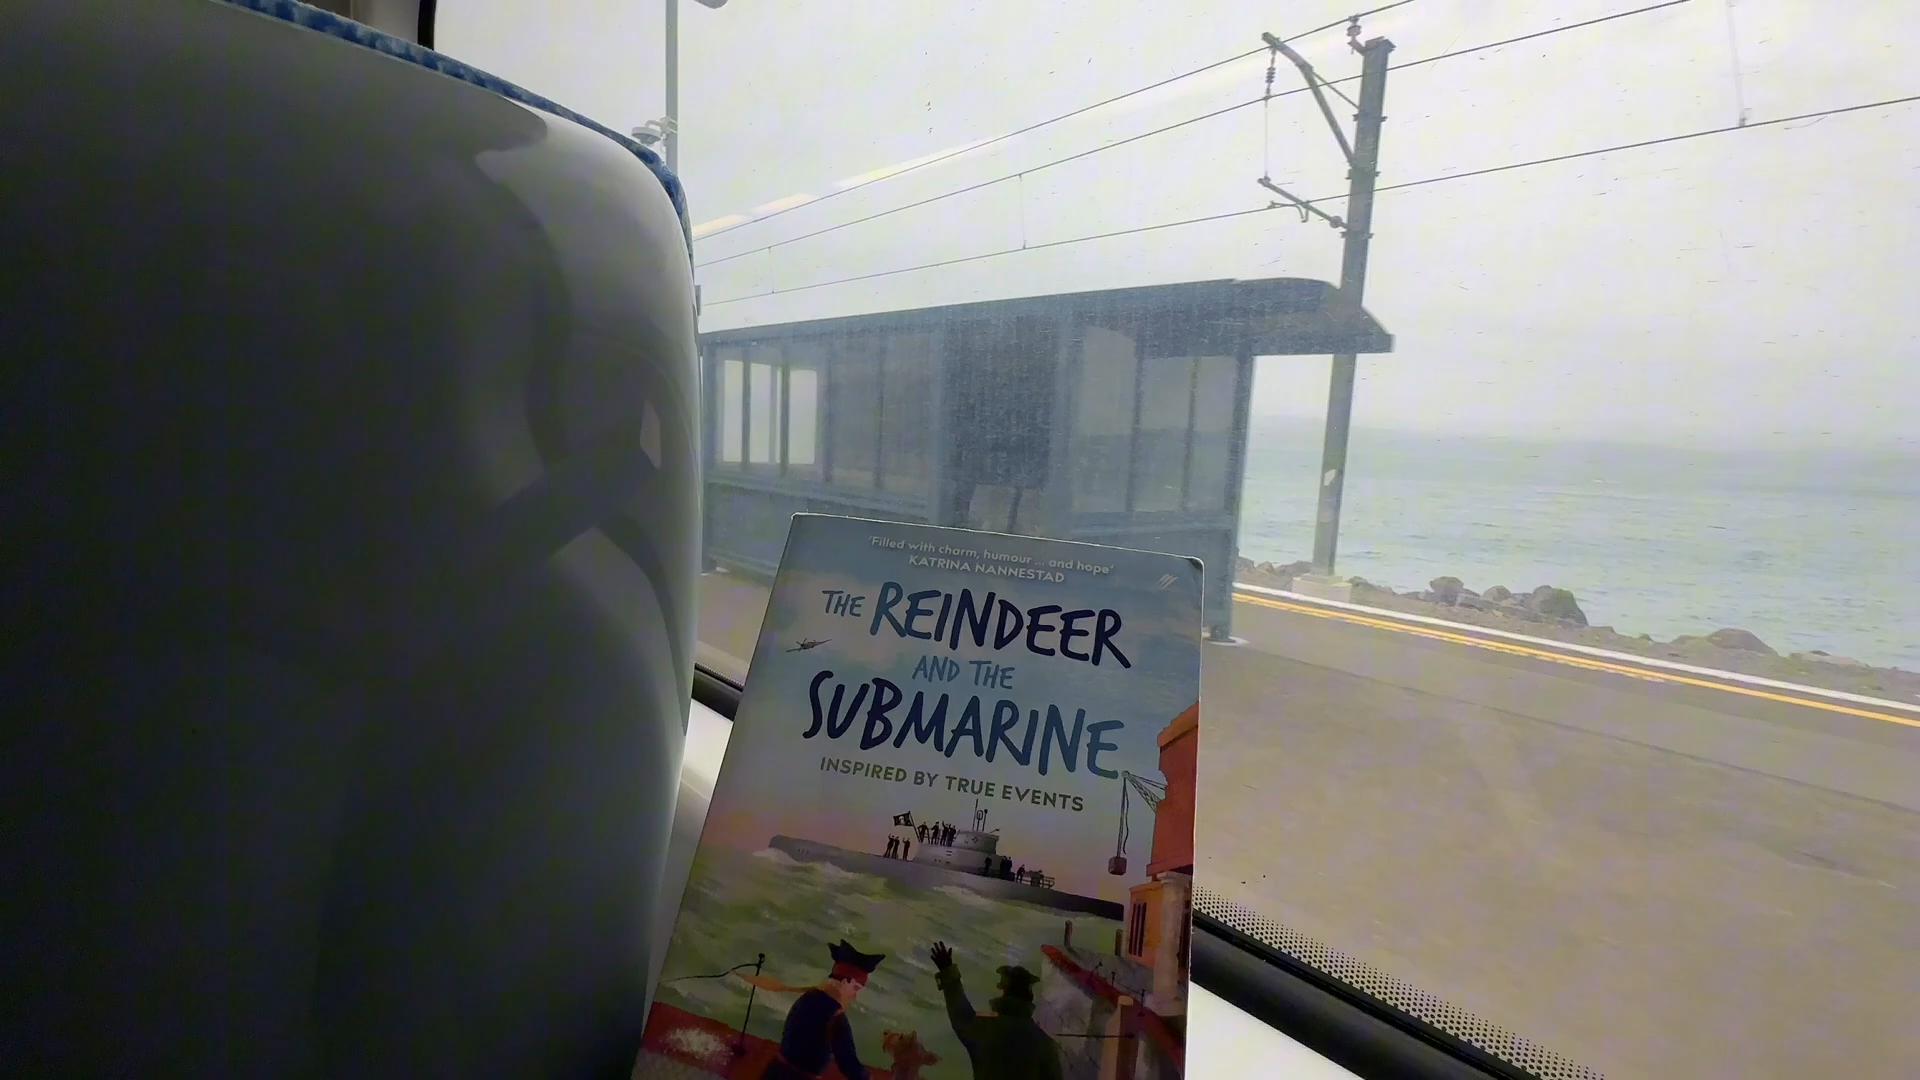 'Filled with charm, humour ... and hope'
KATRINA NANNESTAD
THE REINDEER
AND THE
SUBMARINE
INSPIRED BY TRUE EVENTS